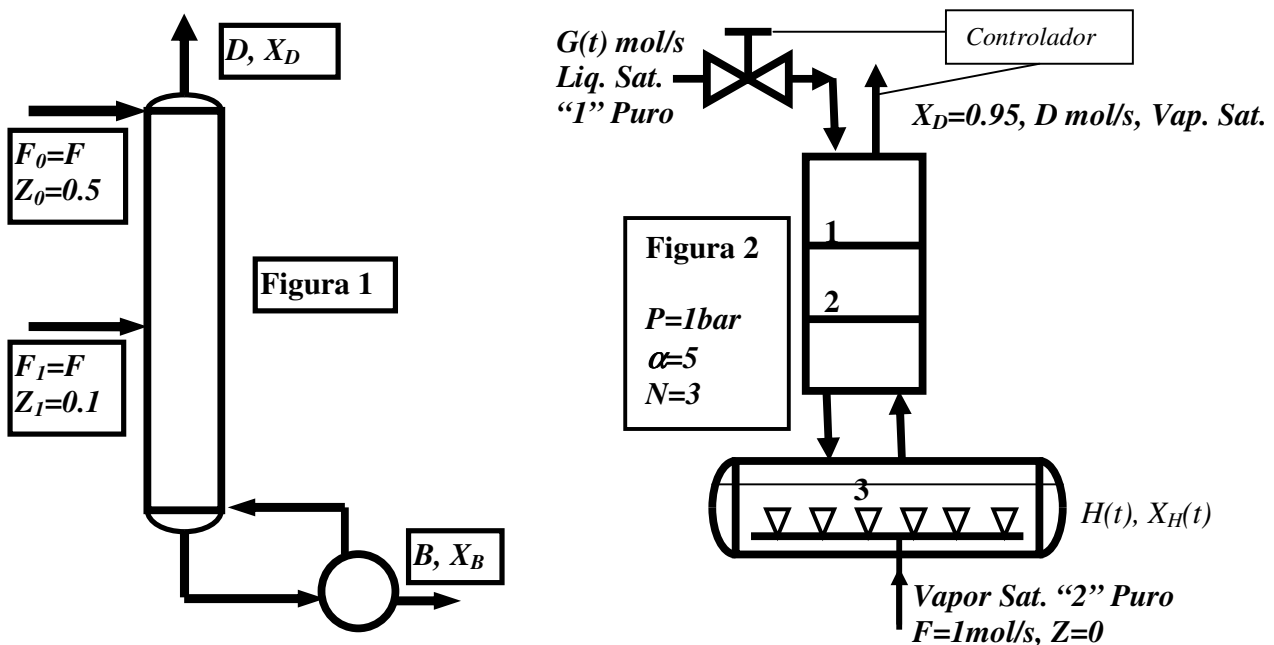 D, X_D
F_0=F
Z_0=0.5
Figura 1
F_1=F
Z_1=0.1
B, X_B
G(t) mol/s
Liq. Sat.
“1” Puro
Controlador
X_D=0.95, D mol/s, Vap. Sat.
Figura 2
P=1bar
α=5
N=3
1
2
3
H(t), X_H(t)
Vapor Sat. “2” Puro
F=1mol/s, Z=0